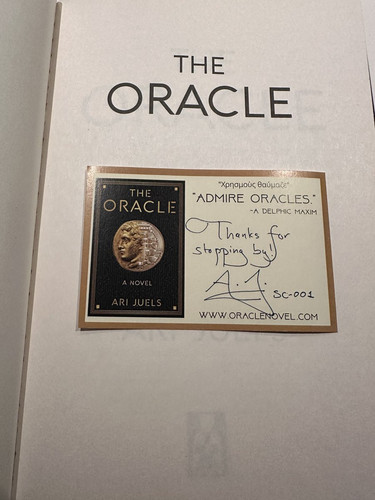 THE
ORACLE
THE
ORACLE
A NOVEL
ARI JUELS
"Χρησμοὺς θαύμαζε"
"ADMIRE ORACLES."
-A DELPHIC MAXIM
Thanks for
stopping by!
A. J.
SC-001
WWW.ORACLENOVEL.COM